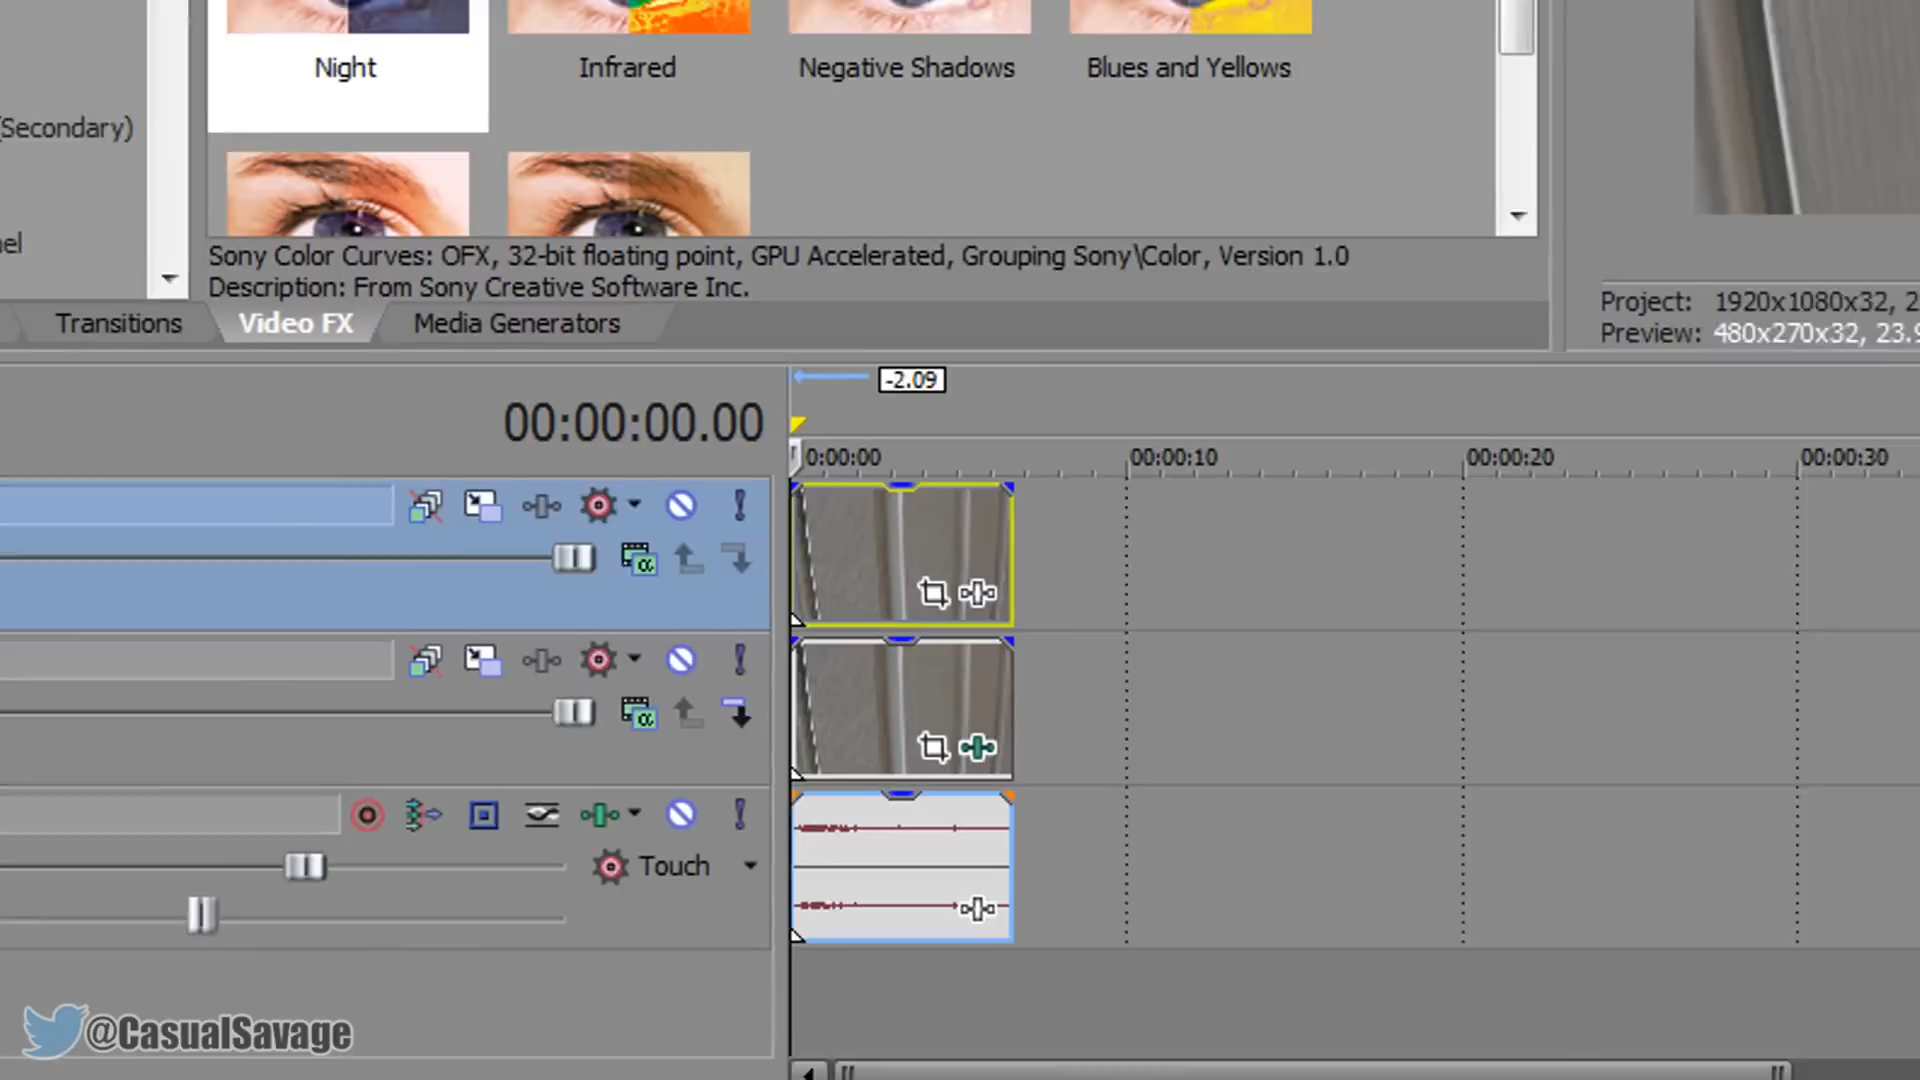 Night
Infrared
Negative Shadows
Blues and Yellows
(Secondary)
nel
Sony Color Curves: OFX, 32-bit floating point, GPU Accelerated, Grouping Sony\Color, Version 1.0
Description: From Sony Creative Software Inc.
Transitions
Video FX
Media Generators
Project: 1920x1080x32, 2
Preview: 480x270x32, 23.9
-2.09
00:00:00.00
0:00:00
00:00:10
00:00:20
00:00:30
Touch
@CasualSavage